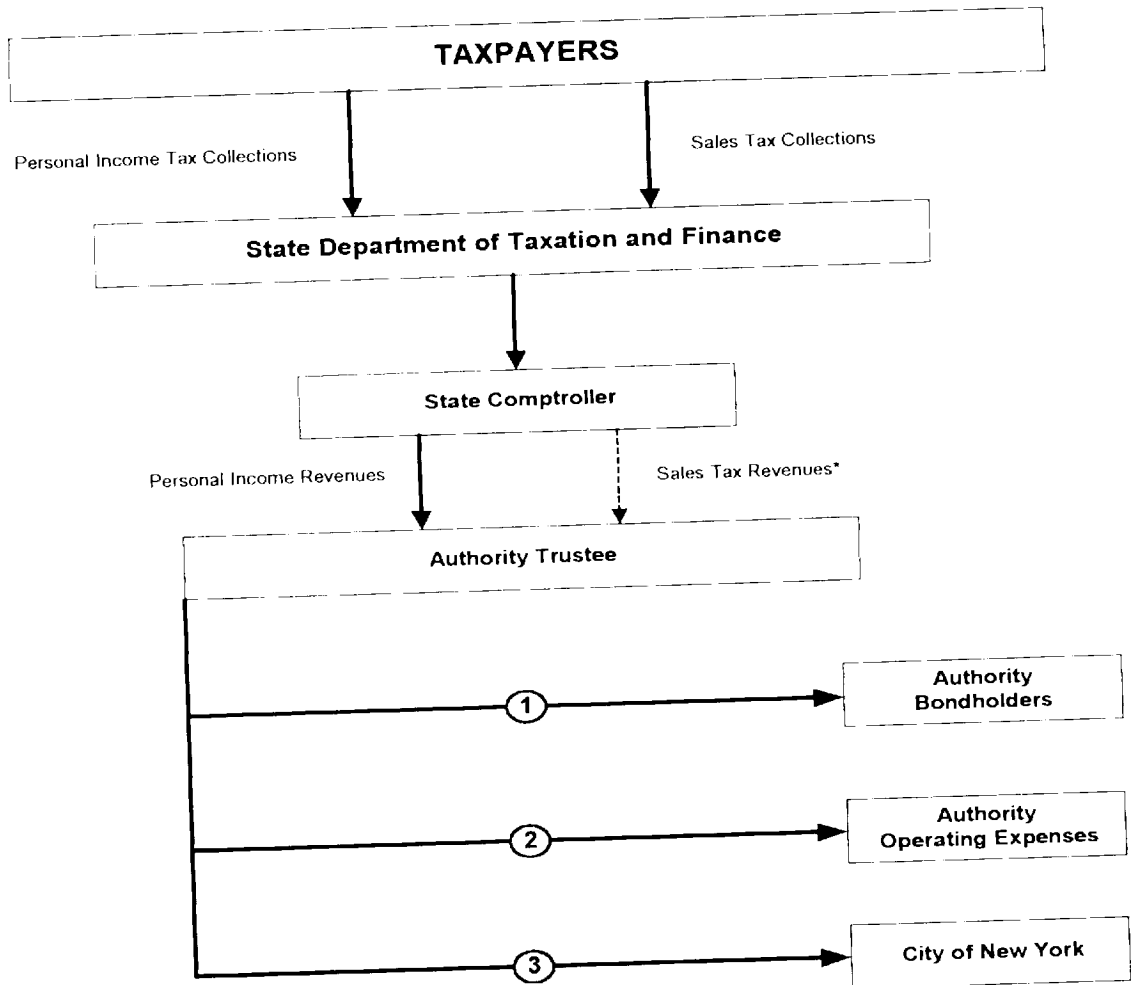 TAXPAYERS
Personal Income Tax Collections
Sales Tax Collections
State Department of Taxation and Finance
State Comptroller
Personal Income Revenues
Sales Tax Revenues*
Authority Trustee
1
Authority
Bondholders
2
Authority
Operating Expenses
3
City of New York